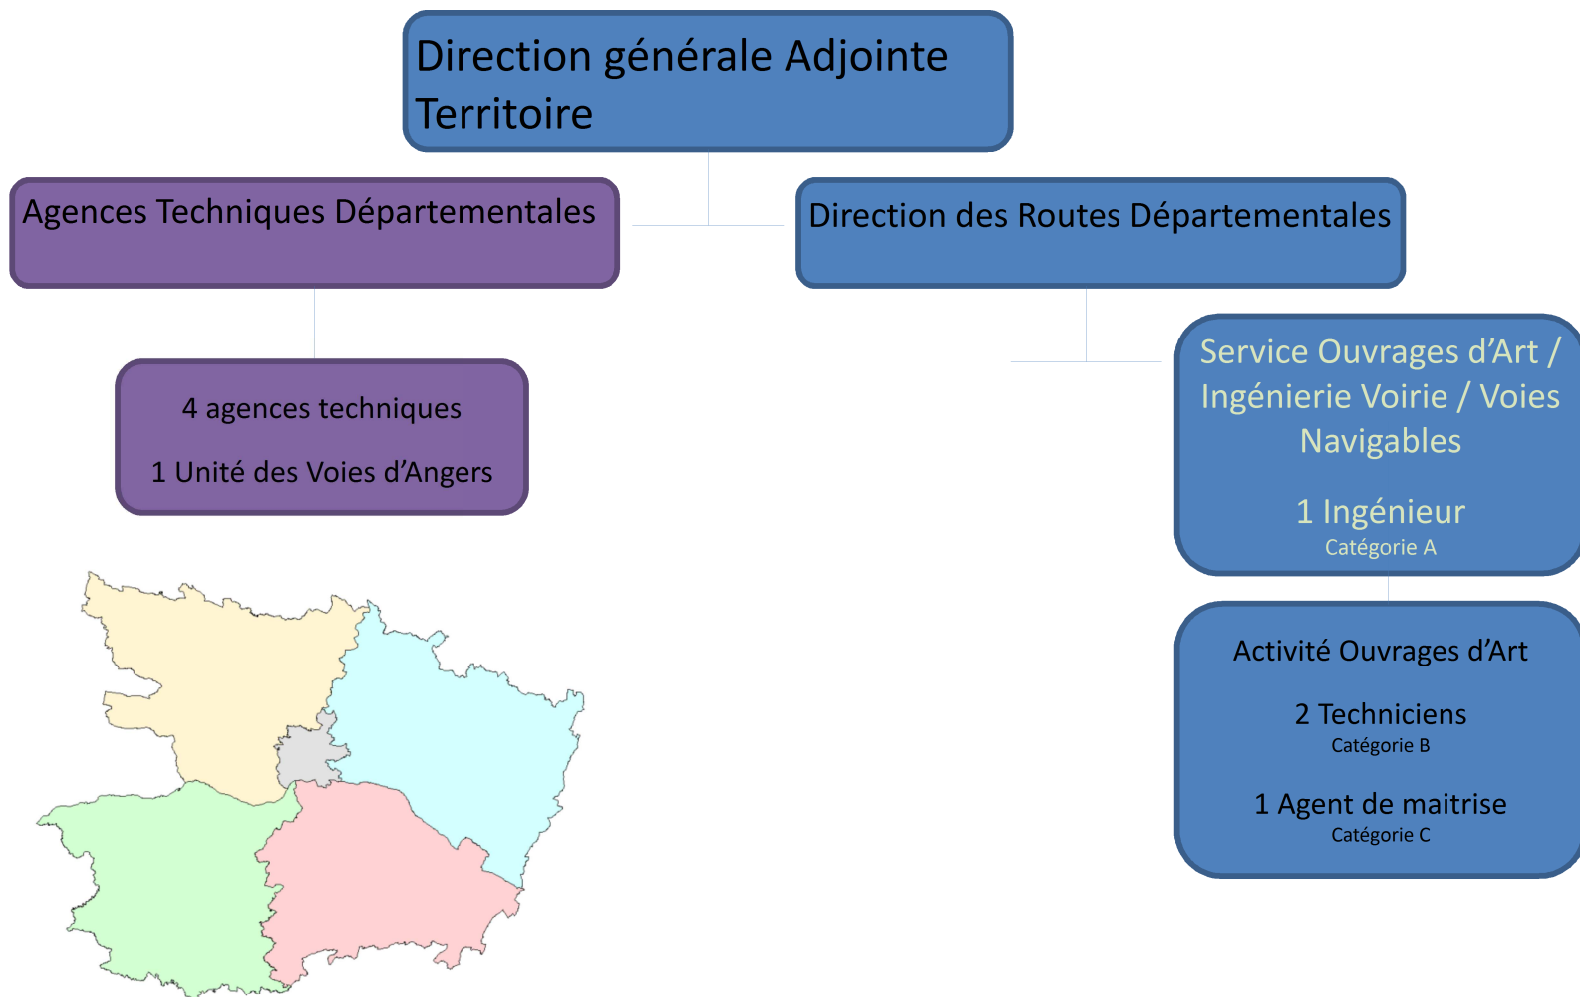 Direction générale Adjointe
Territoire
Agences Techniques Départementales
Direction des Routes Départementales
4 agences techniques
1 Unité des Voies d’Angers
Service Ouvrages d’Art /
Ingénierie Voirie / Voies
Navigables
1 Ingénieur
Catégorie A
Activité Ouvrages d’Art
2 Techniciens
Catégorie B
1 Agent de maitrise
Catégorie C